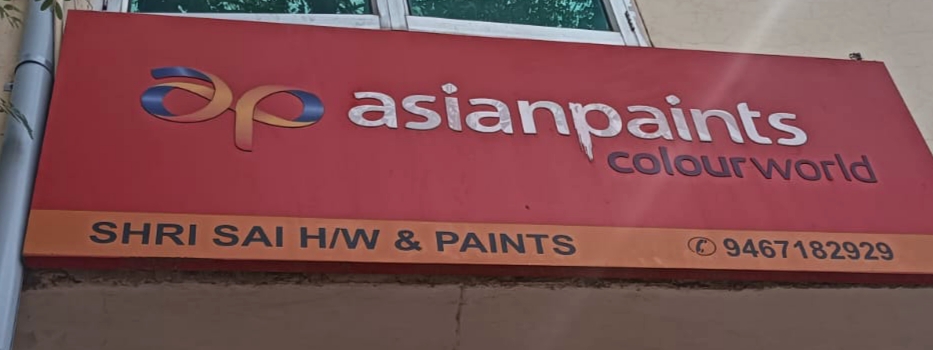 ap asianpaints
colourworld
SHRI SAI H/W & PAINTS ✆ 9467182929